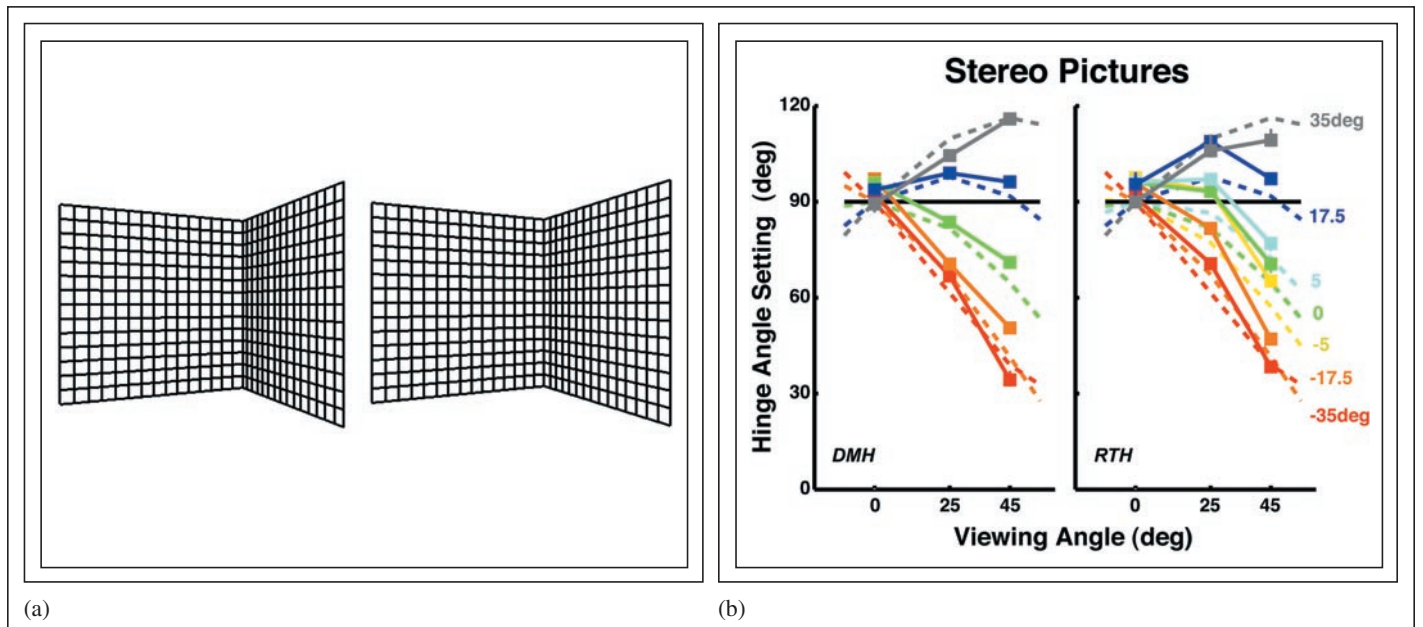 Stereo Pictures
Hinge Angle Setting (deg)
120
90
60
30
0
DMH
RTH
0 25 45
0 25 45
Viewing Angle (deg)
35deg
17.5
5
0
-5
-17.5
-35deg
(a)
(b)